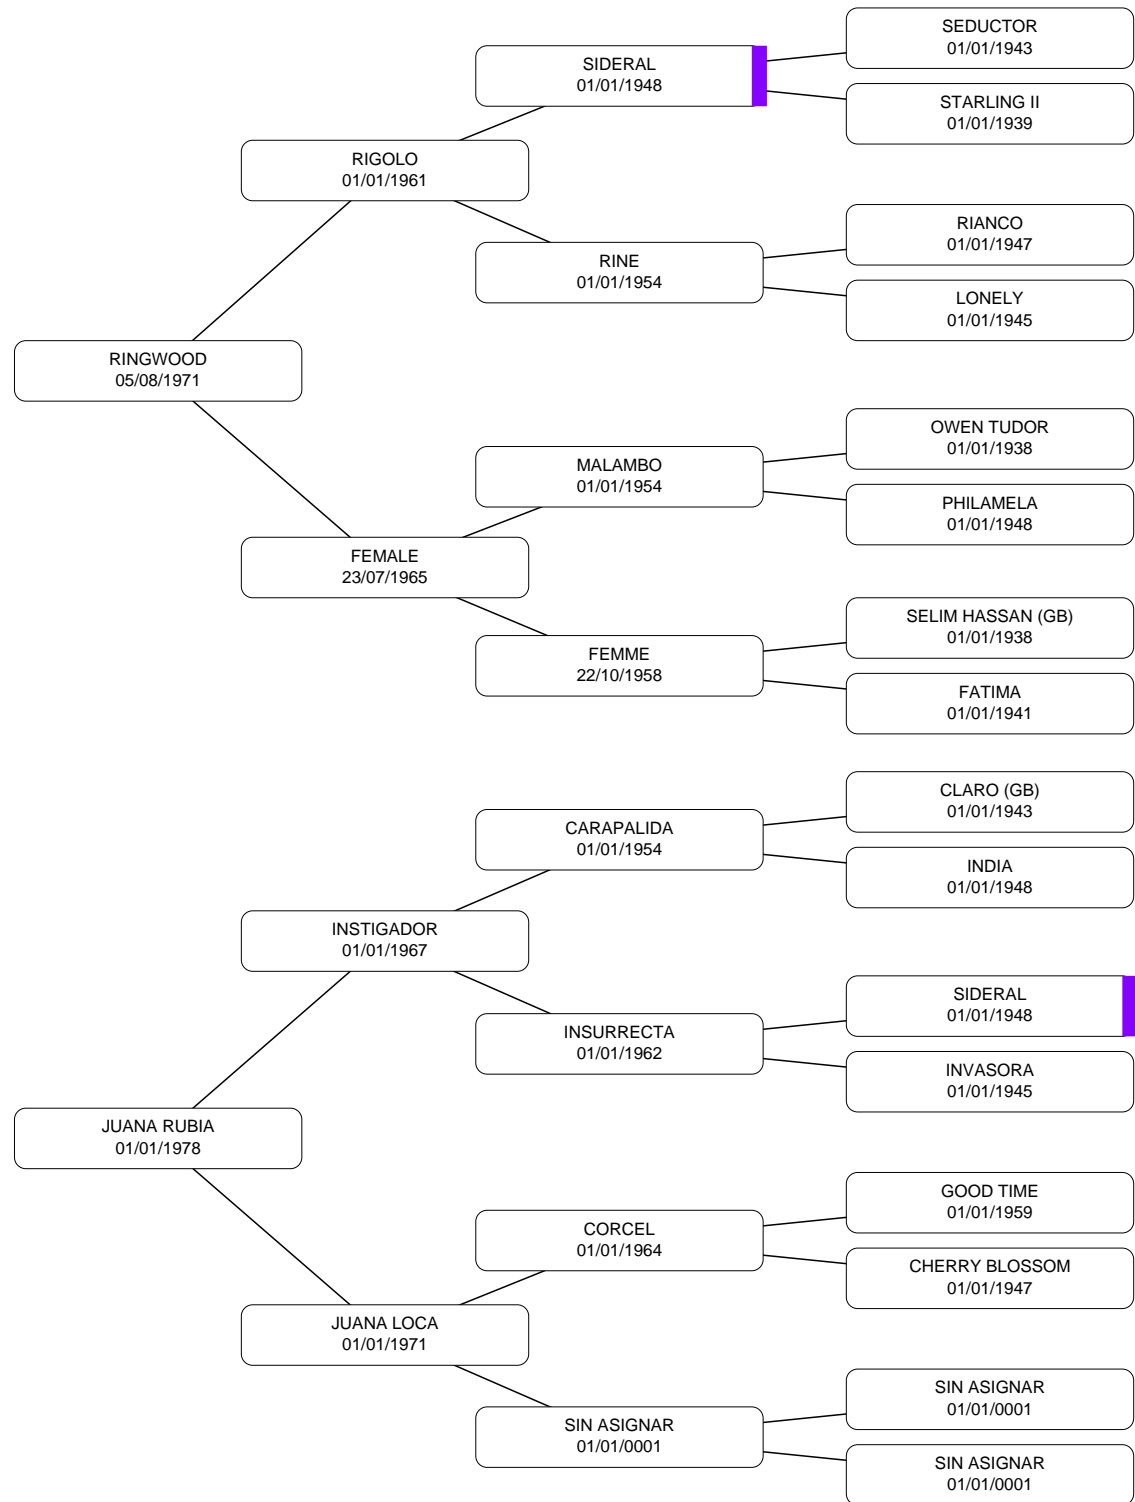 SEDUCTOR
01/01/1943
SIDERAL
01/01/1948
STARLING II
01/01/1939
RIGOLO
01/01/1961
RIANCO
01/01/1947
RINE
01/01/1954
LONELY
01/01/1945
RINGWOOD
05/08/1971
OWEN TUDOR
01/01/1938
MALAMBO
01/01/1954
PHILAMELA
01/01/1948
FEMALE
23/07/1965
SELIM HASSAN (GB)
01/01/1938
FEMME
22/10/1958
FATIMA
01/01/1941
CLARO (GB)
01/01/1943
CARAPALIDA
01/01/1954
INDIA
01/01/1948
INSTIGADOR
01/01/1967
SIDERAL
01/01/1948
INSURRECTA
01/01/1962
INVASORA
01/01/1945
JUANA RUBIA
01/01/1978
GOOD TIME
01/01/1959
CORCEL
01/01/1964
CHERRY BLOSSOM
01/01/1947
JUANA LOCA
01/01/1971
SIN ASIGNAR
01/01/0001
SIN ASIGNAR
01/01/0001
SIN ASIGNAR
01/01/0001